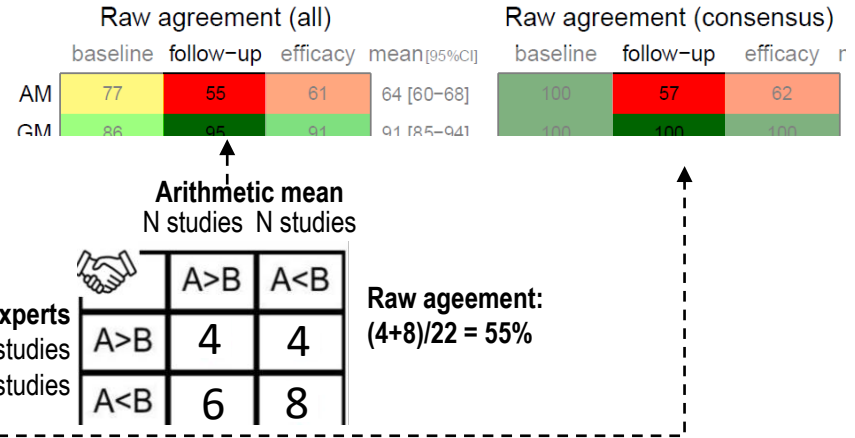 Raw agreement (all) Raw agreement (consensus)
baseline follow-up efficacy mean[95%CI] baseline follow-up efficacy
AM 77 55 61 64 [60-68] 100 57 62
GM 86 95 91 91 [85-94] 100 100 100
Arithmetic mean
N studies N studies
A>B A<B
Raw ageement:
xperts
studies A>B 4 4 (4+8)/22 = 55%
studies A<B 6 8